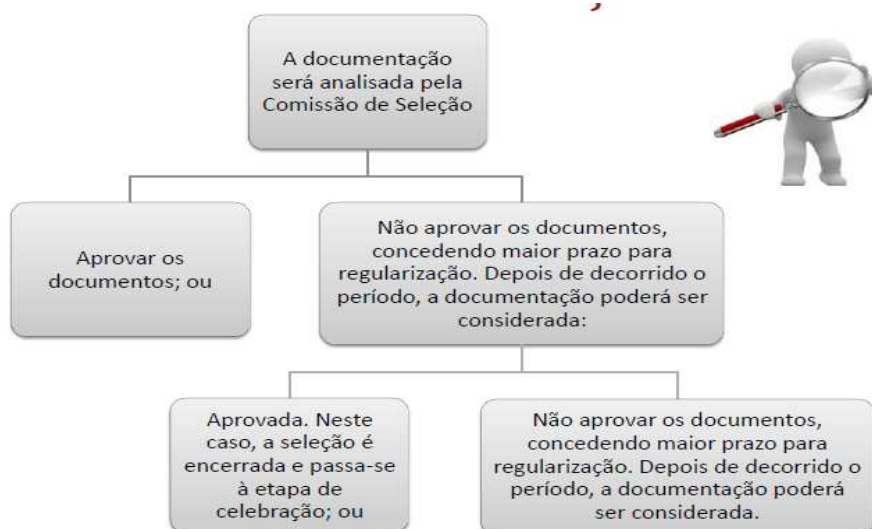 A documentação
será analisada pela
Comissão de Seleção
Aprovar os
documentos; ou
Não aprovar os documentos,
concedendo maior prazo para
regularização. Depois de decorrido o
período, a documentação poderá ser
considerada:
Aprovada. Neste
caso, a seleção é
encerrada e passa-se
à etapa de
celebração; ou
Não aprovar os documentos,
concedendo maior prazo para
regularização. Depois de decorrido o
período, a documentação poderá
ser considerada.